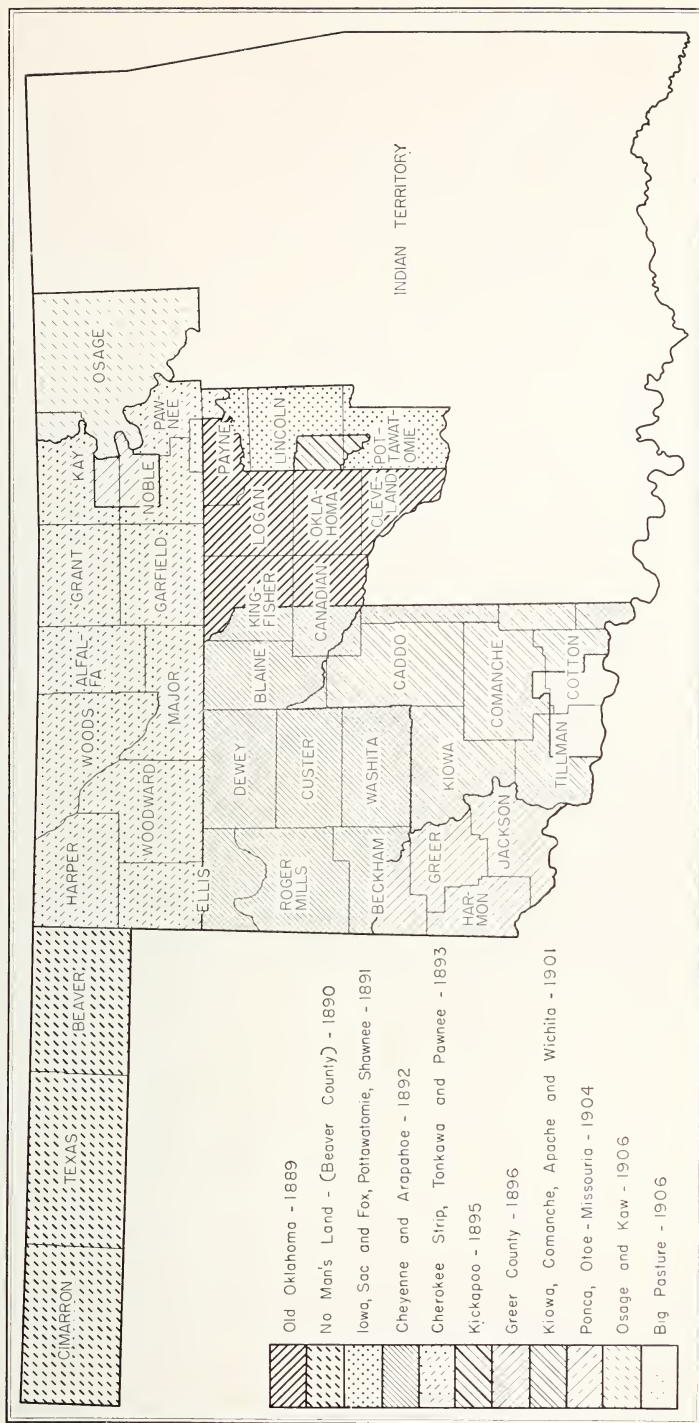 CIMARRON
TEXAS
BEAVER
HARPER
WOODS
ALFAL-
FA
GRANT
KAY
OSAGE
WOODWARD
MAJOR
GARFIELD
NOBLE
PAW-
NEE
ELLIS
DEWEY
BLAINE
KING-
FISHER
LOGAN
PAYNE
ROGER
MILLS
CUSTER
CANADIAN
OKLA-
HOMA
LINCOLN
BECKHAM
WASHITA
CADDO
CLEVE-
LAND
POT-
TAWAT-
OMIE
GREER
KIOWA
COMANCHE
HAR-
MON
JACKSON
TILLMAN
COTTON
INDIAN TERRITORY
Old Oklahoma - 1889
No Man's Land - (Beaver County) - 1890
Iowa, Sac and Fox, Pottawatomie, Shawnee - 1891
Cheyenne and Arapahoe - 1892
Cherokee Strip, Tonkawa and Pawnee - 1893
Kickapoo - 1895
Greer County - 1896
Kiowa, Comanche, Apache and Wichita - 1901
Ponca, Otoe - Missouria - 1904
Osage and Kaw - 1906
Big Pasture - 1906